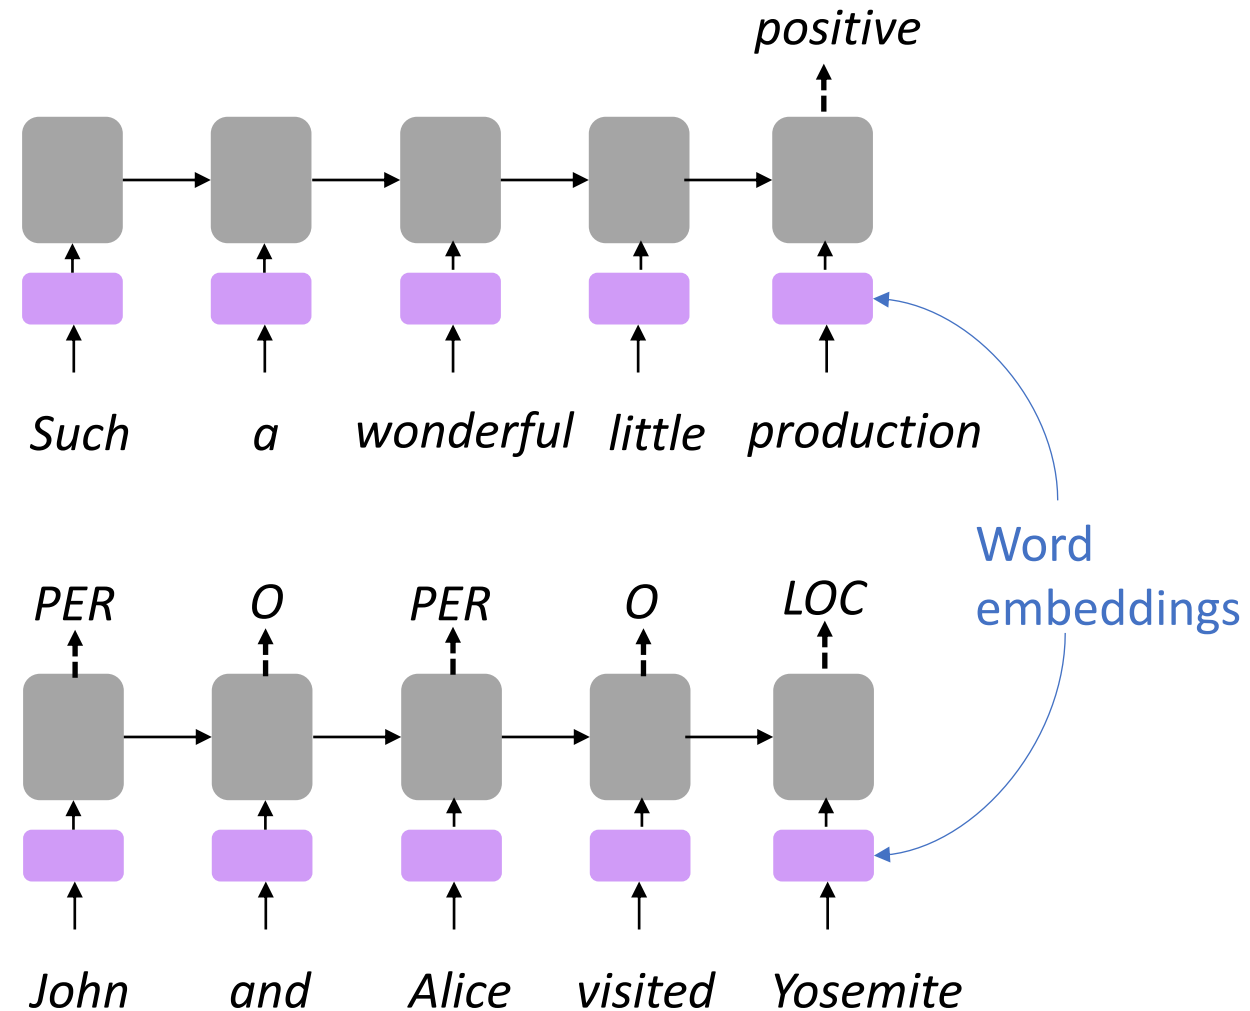 positive
Such a wonderful little production
Word
embeddings
PER O PER O LOC
John and Alice visited Yosemite